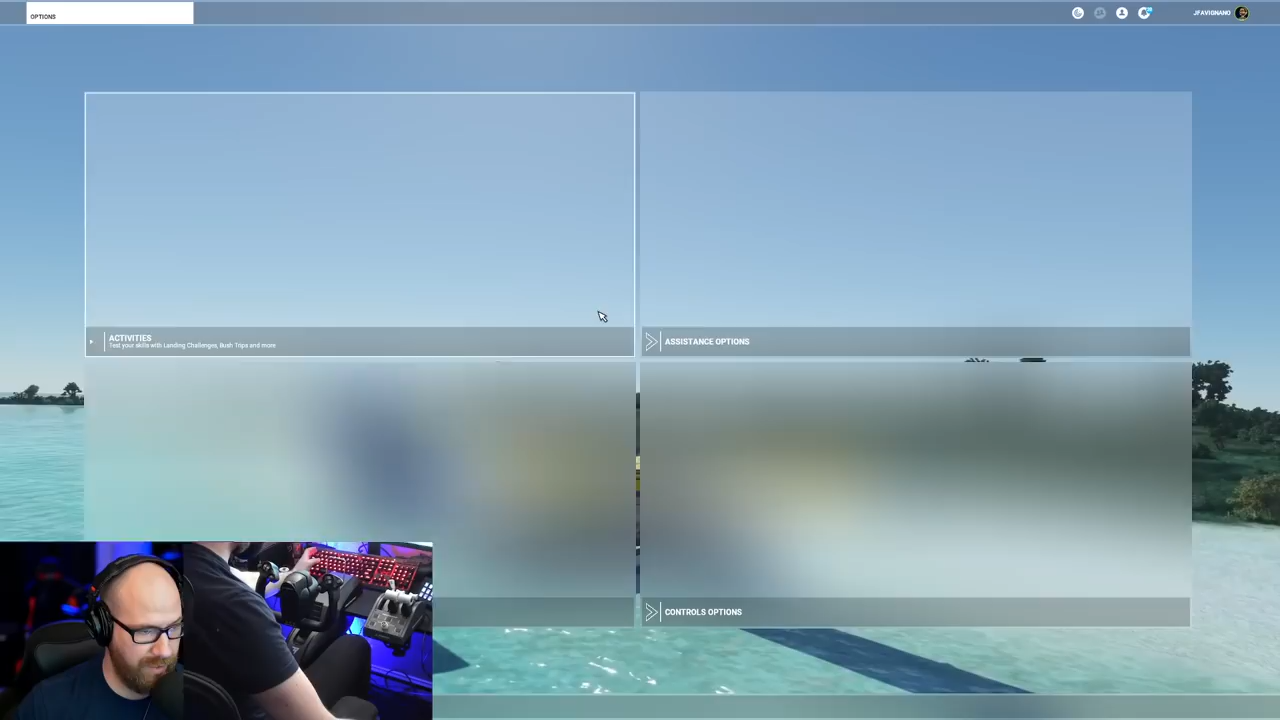 OPTIONS
JFAVIGNANO
ACTIVITIES
Test your skills with Landing Challenges, Bush Trips and more
ASSISTANCE OPTIONS
CONTROLS OPTIONS